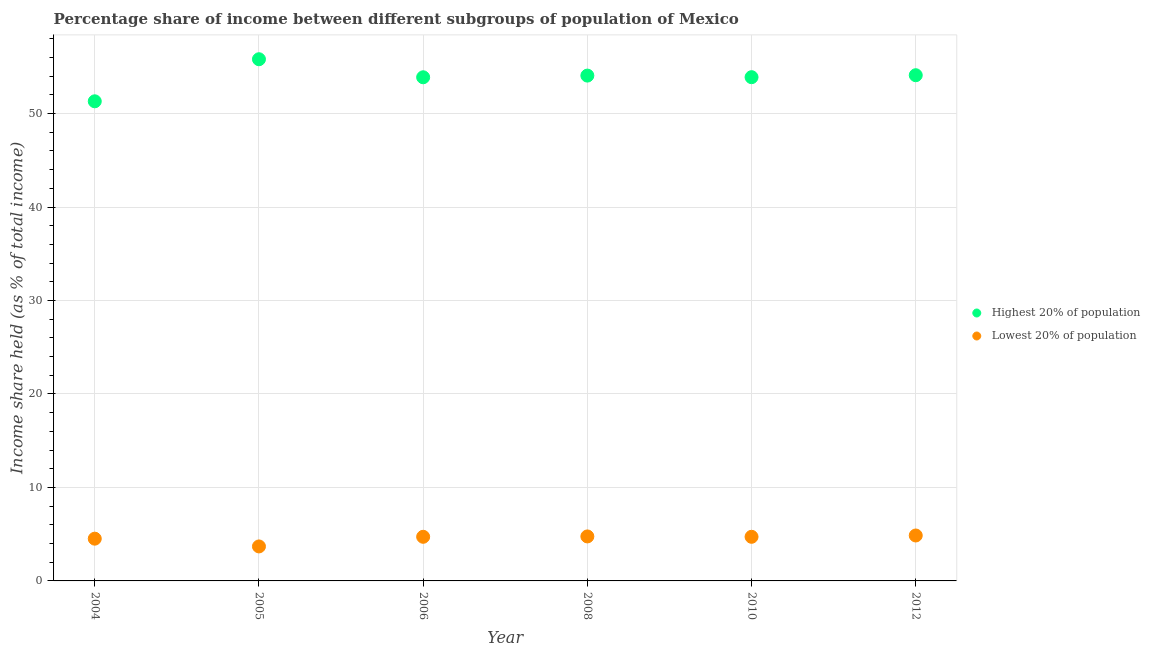 Percentage share of income between different subgroups of population of Mexico
Income share held (as % of total income)
50
40
30
20
10
0
2004
2005
2006
2008
2010
2012
Year
Highest 20% of population
Lowest 20% of population